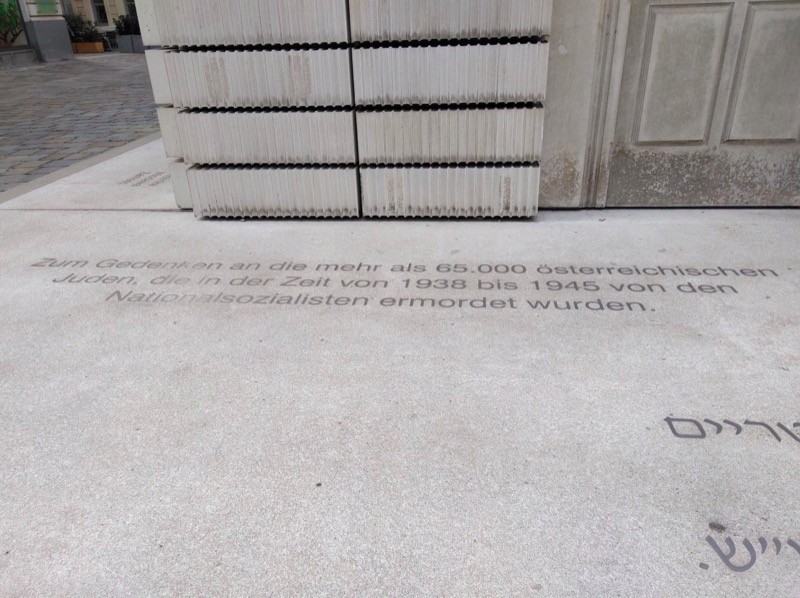 Zum Gedenken an die mehr als 65.000 österreichischen
Juden, die in der Zeit von 1938 bis 1945 von den
Nationalsozialisten ermordet wurden.